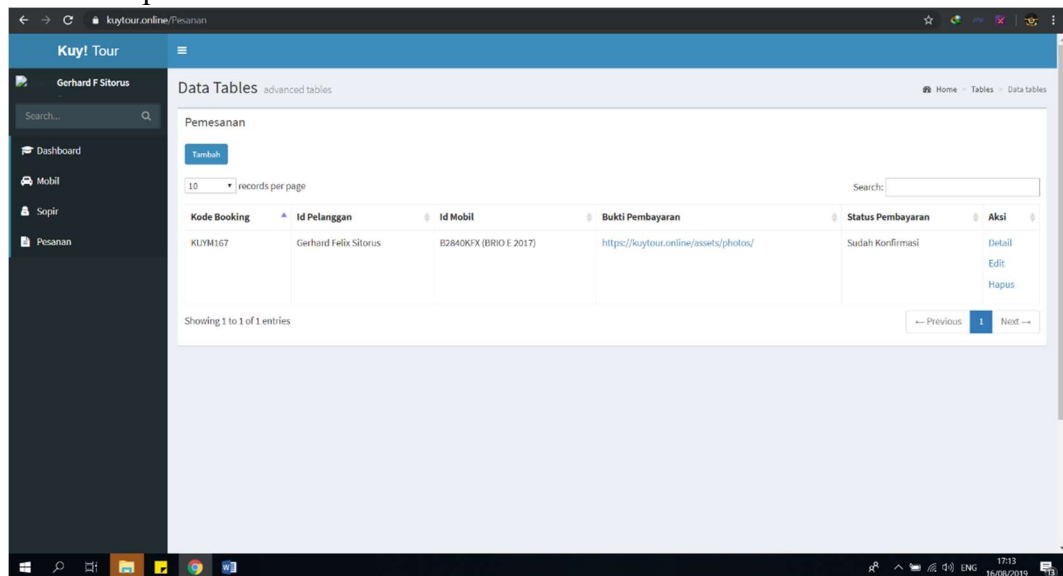 kuytour.online/Pesanan
Kuy! Tour
Gerhard F Sitorus
Search...
Dashboard
Mobil
Sopir
Pesanan
Data Tables advanced tables
Home > Tables > Data tables
Pemesanan
Tambah
10 records per page
Search:
Kode Booking Id Pelanggan Id Mobil Bukti Pembayaran Status Pembayaran Aksi
KUYM167 Gerhard Felix Sitorus B2840KFX (BRIO E 2017) https://kuytour.online/assets/photos/ Sudah Konfirmasi Detail
Edit
Hapus
Showing 1 to 1 of 1 entries
← Previous 1 Next →
ENG
17:13
16/08/2019